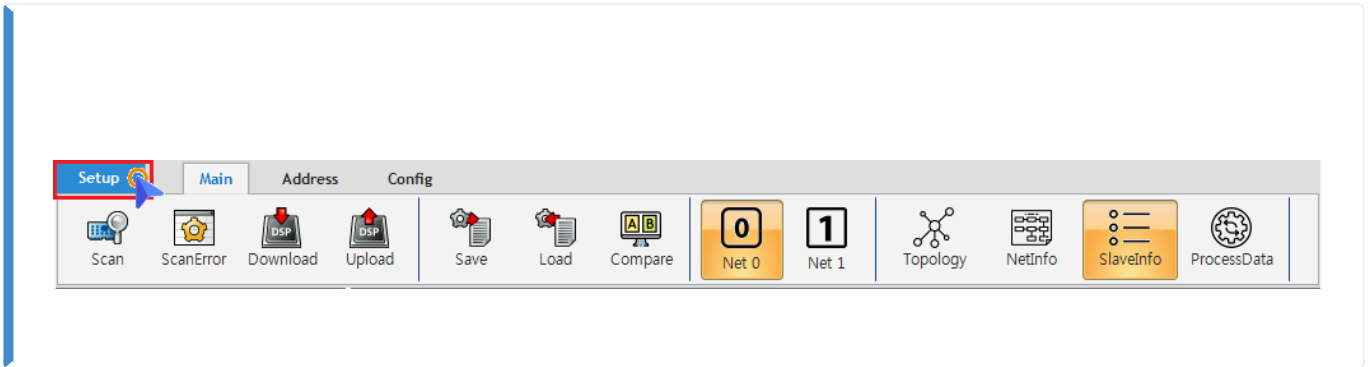 Setup Main Address Config
DSP DSP A B 0 1
Scan ScanError Download Upload Save Load Compare Net 0 Net 1 Topology NetInfo SlaveInfo ProcessData